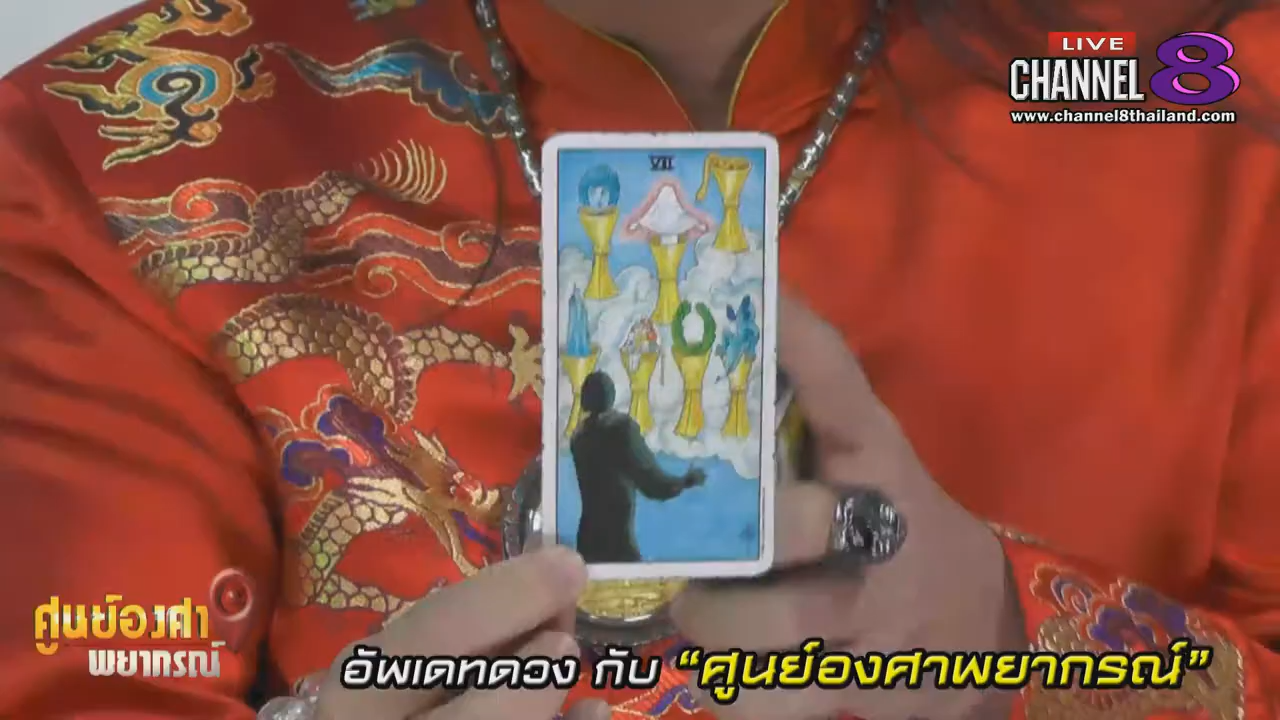 LIVE
CHANNEL 8
www.channel8thailand.com
VII
ศูนย์องศา
พยากรณ์
อัพเดทดวง กับ “ศูนย์องศาพยากรณ์”